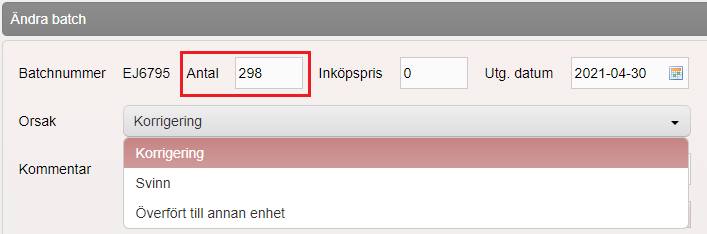 Ändra batch
Batchnummer EJ6795 Antal 298 Inköpspris 0 Utg. datum 2021-04-30
Orsak Korrigering
Korrigering
Kommentar
Svinn
Överfört till annan enhet